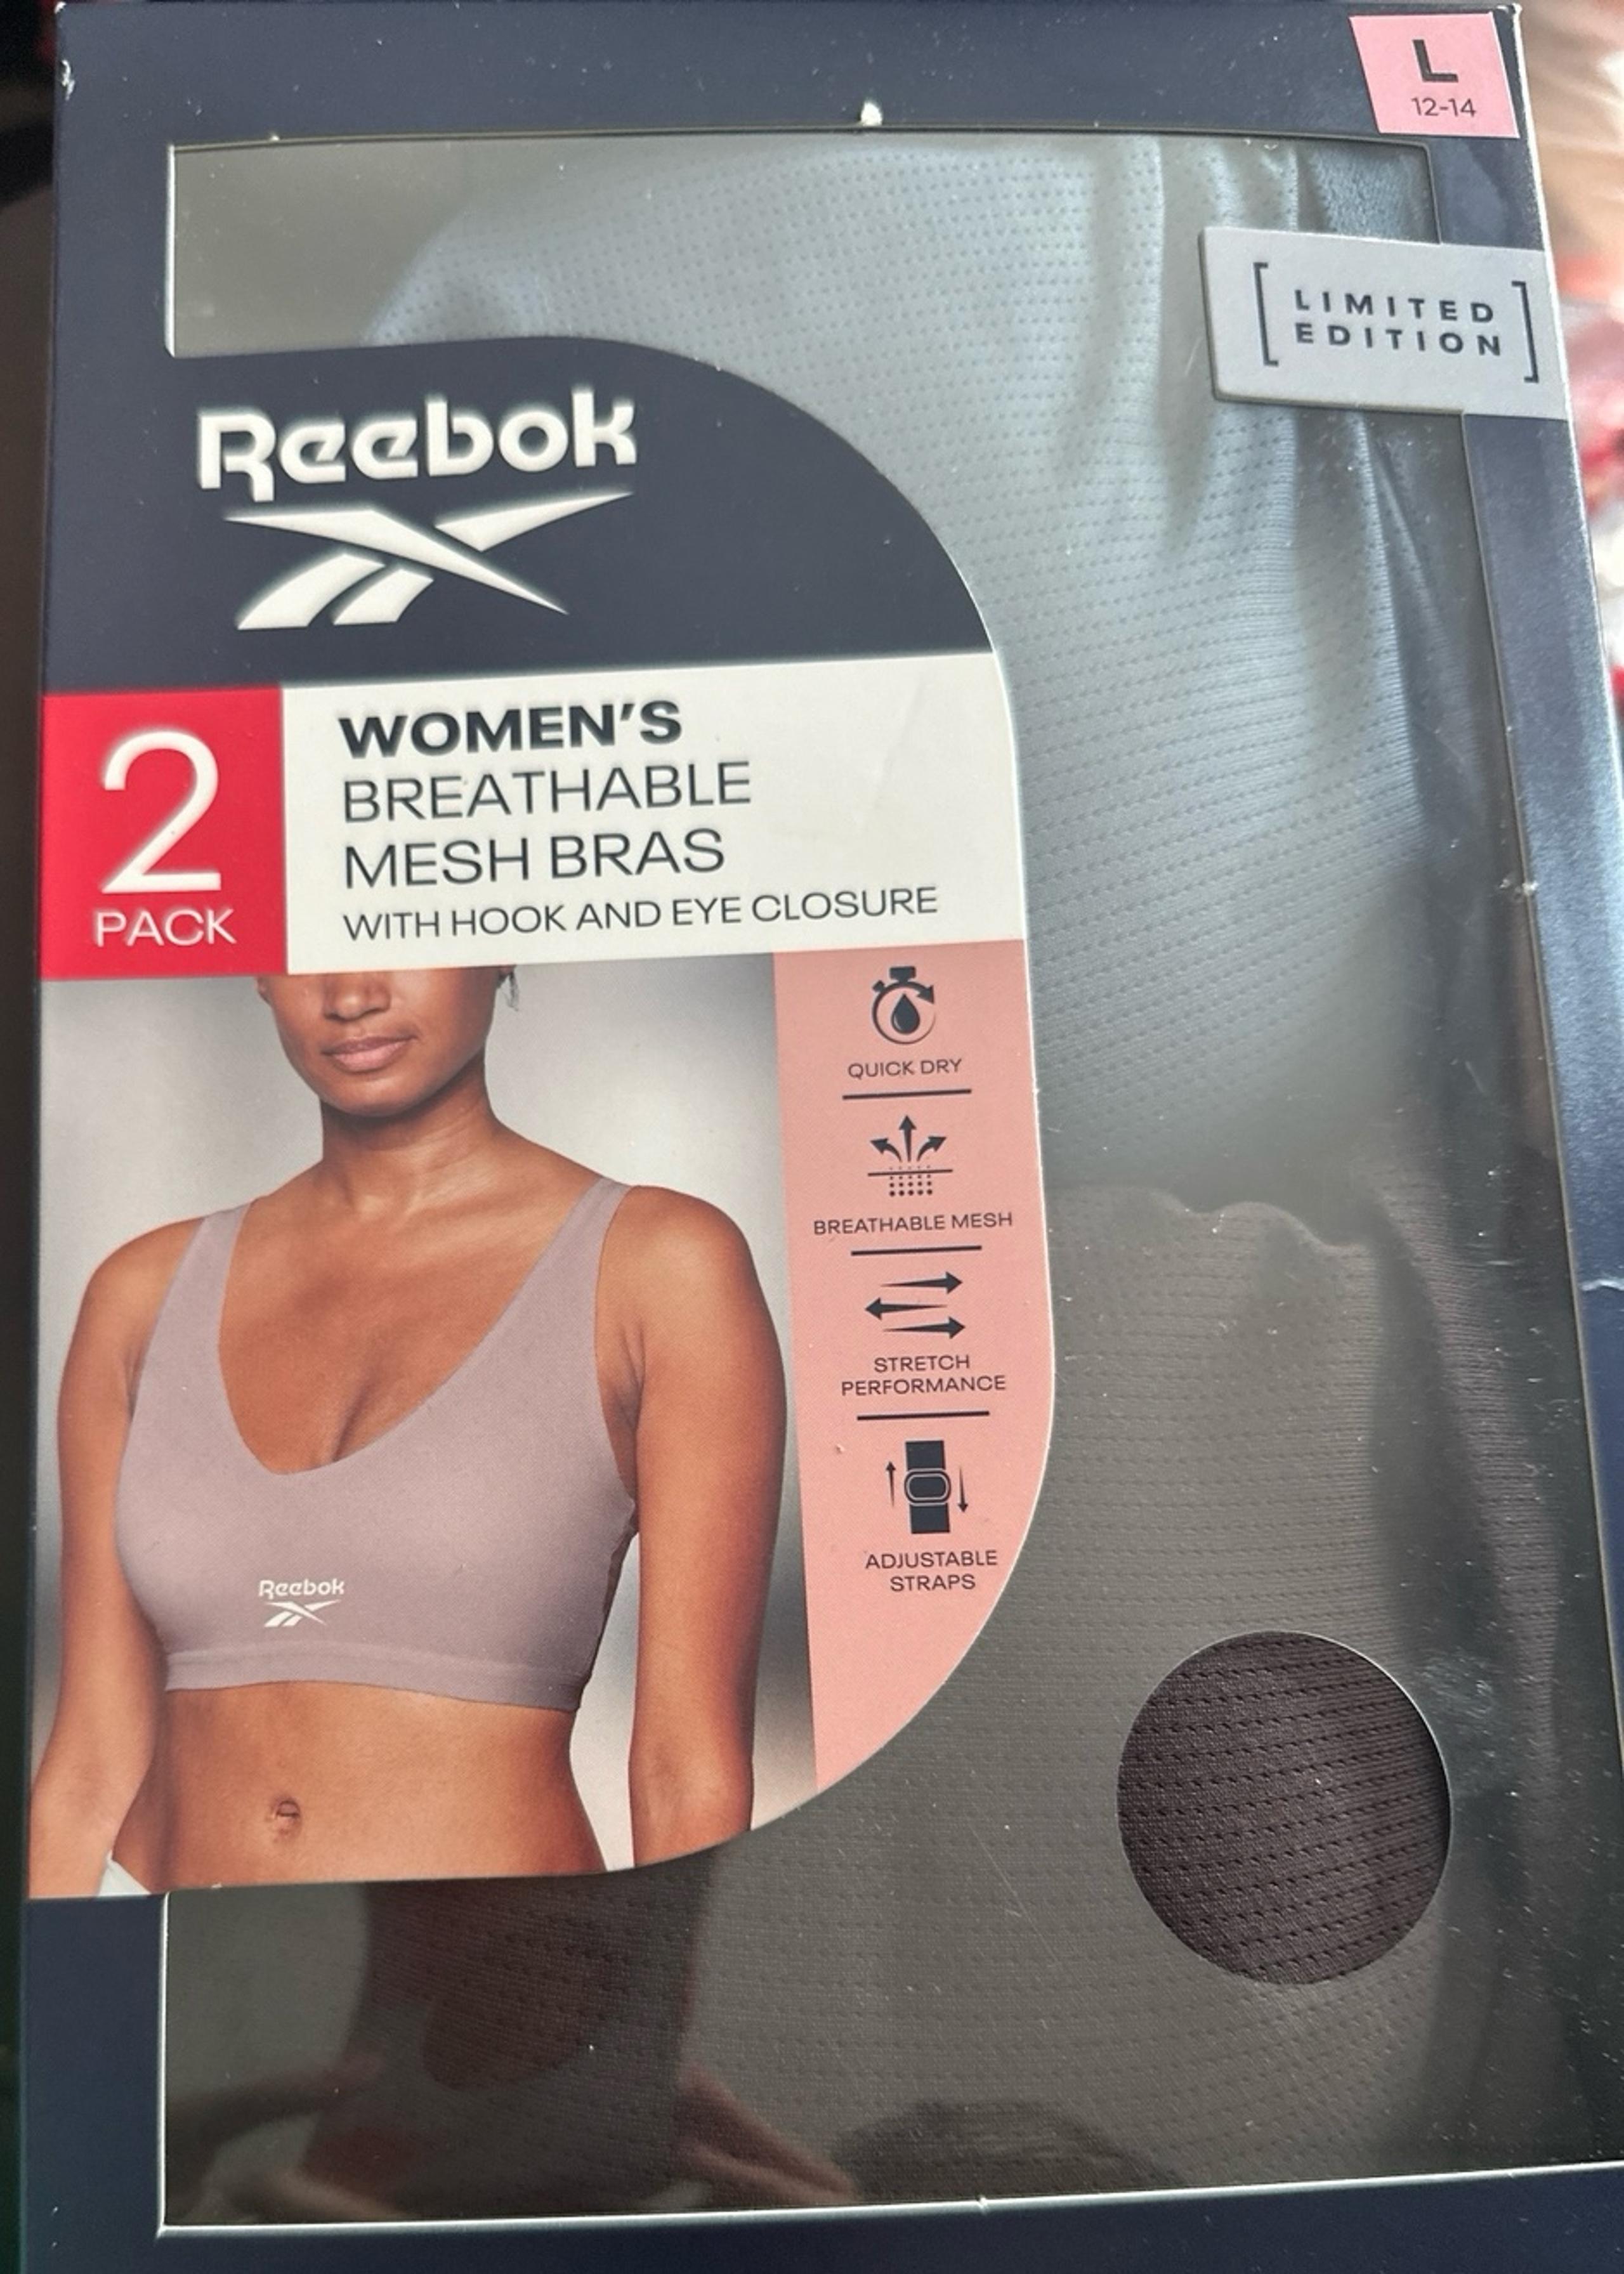 L
12-14
LIMITED
EDITION
Reebok
2
PACK
WOMEN'S
BREATHABLE
MESH BRAS
WITH HOOK AND EYE CLOSURE
QUICK DRY
BREATHABLE MESH
STRETCH
PERFORMANCE
ADJUSTABLE
STRAPS
Reebok